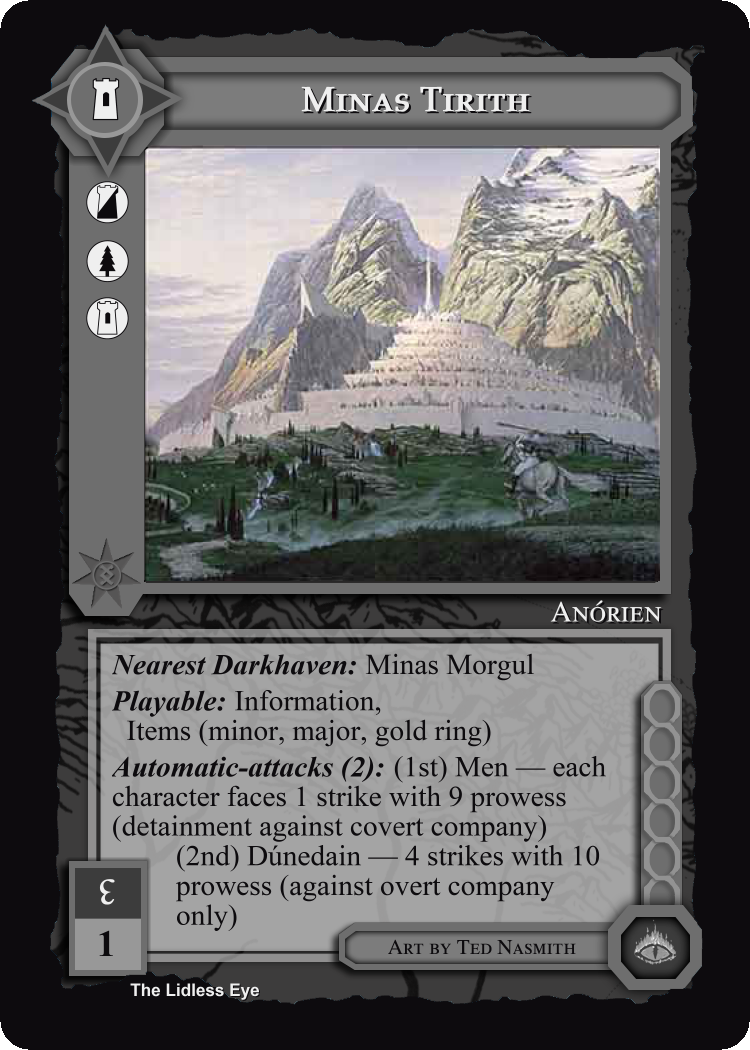 Minas Tirith
Anórien
Nearest Darkhaven: Minas Morgul
Playable: Information,
Items (minor, major, gold ring)
Automatic-attacks (2): (1st) Men — each
character faces 1 strike with 9 prowess
(detainment against covert company)
(2nd) Dúnedain — 4 strikes with 10
prowess (against overt company
only)
3
1
Art by Ted Nasmith
The Lidless Eye